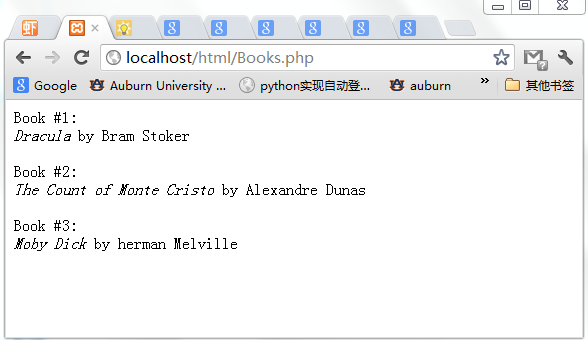 虾
localhost/html/Books.php
Google Auburn University ... python实现自动登... auburn » 其他书签
Book #1:
Dracula by Bram Stoker
Book #2:
The Count of Monte Cristo by Alexandre Dunas
Book #3:
Moby Dick by herman Melville